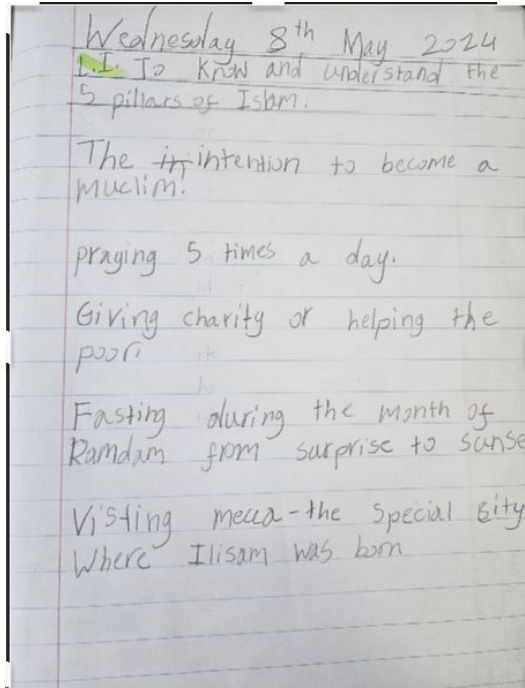 Wednesday 8th May 2024
L.I. To Know and understand the
5 pillars of Islam.
The in intention to become a
muclim.
praying 5 times a day.
Giving charity or helping the
poor.
Fasting during the month of
Ramdam from surprise to sunse
Visting mecca-the special city
Where Ilisam was born